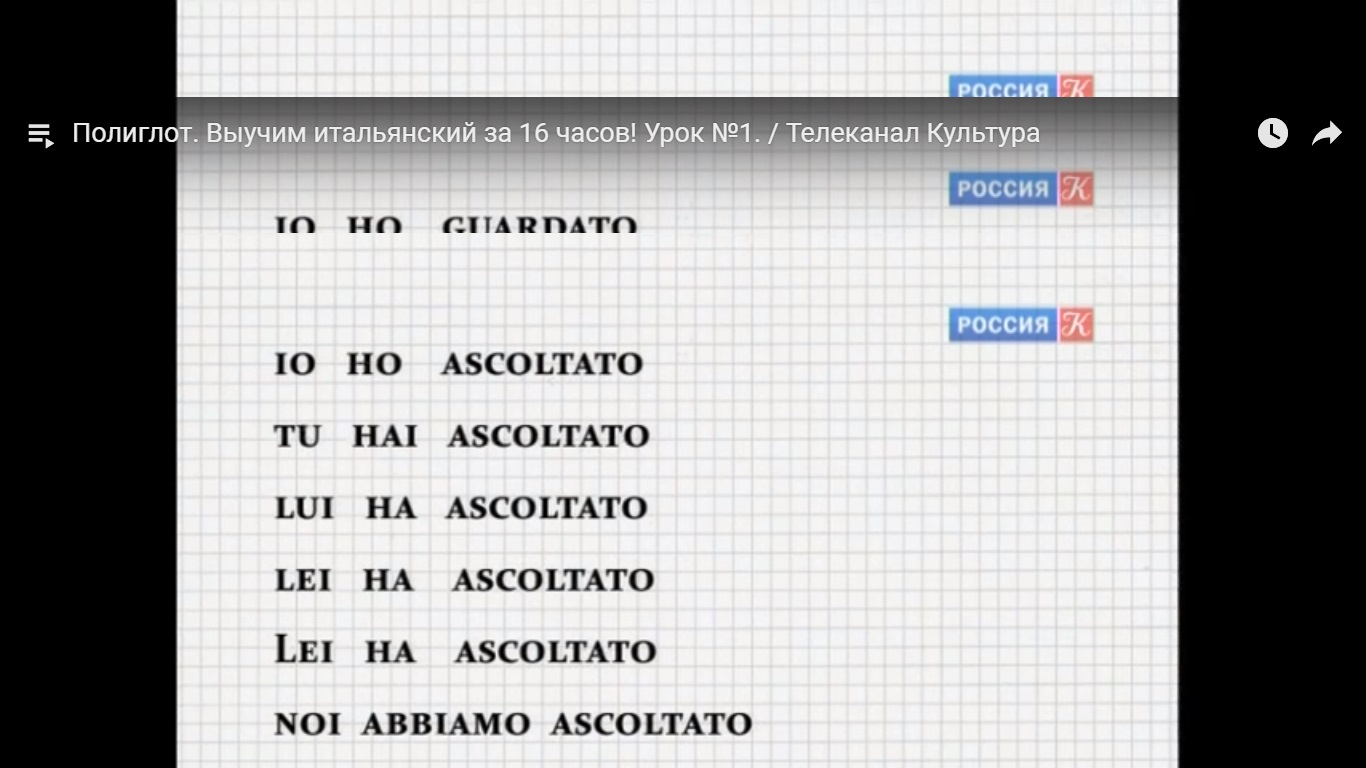 РОССИЯ К
Полиглот. Выучим итальянский за 16 часов! Урок №1. / Телеканал Культура
РОССИЯ К
IO HO GUARDATO
РОССИЯ К
IO HO ASCOLTATO
TU HAI ASCOLTATO
LUI HA ASCOLTATO
LEI HA ASCOLTATO
LEI HA ASCOLTATO
NOI ABBIAMO ASCOLTATO